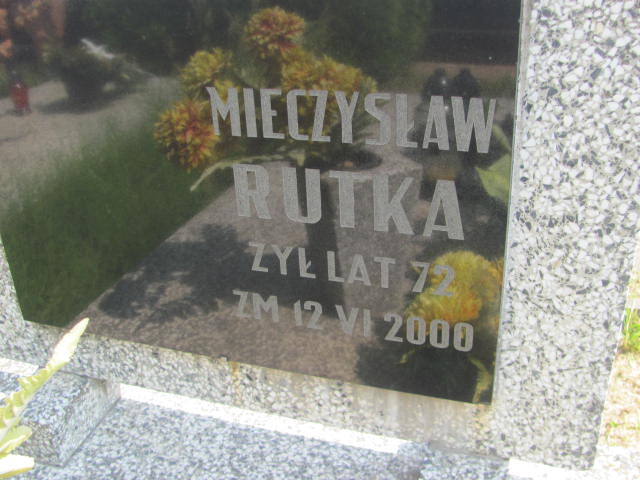 MIECZYSŁAW
RUTKA
ŻYŁ LAT 72
ZM 12 VI 2000